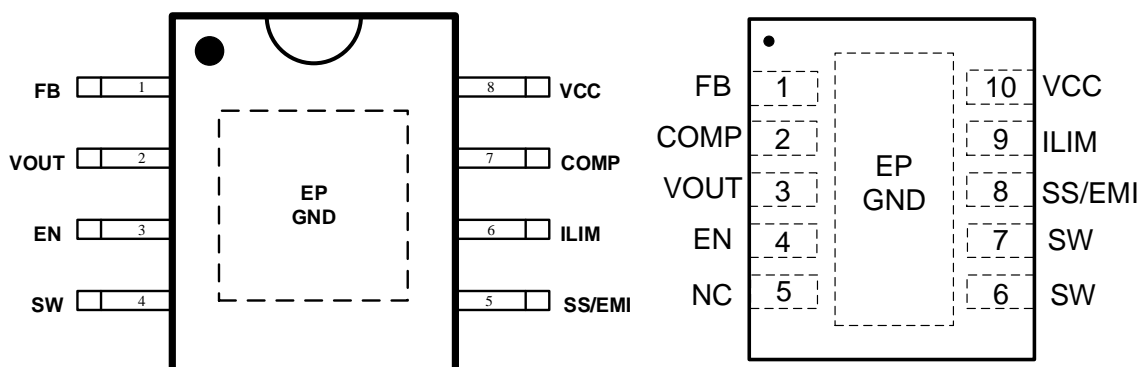 FB 1
8 VCC
VOUT 2
7 COMP
EN 3
6 ILIM
SW 4
5 SS/EMI
EP
GND
FB 1
10 VCC
COMP 2
9 ILIM
VOUT 3
8 SS/EMI
EN 4
7 SW
NC 5
6 SW
EP
GND